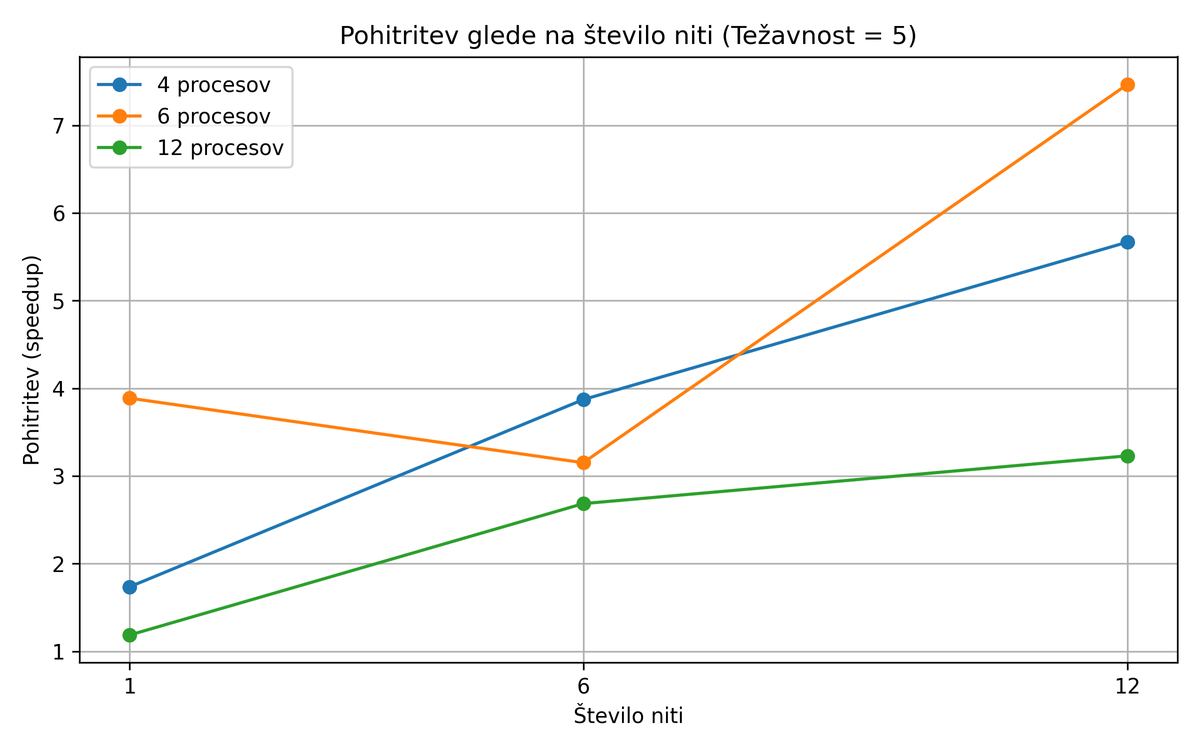 Pohitritev glede na število niti (Težavnost = 5)
4 procesov
6 procesov
12 procesov
7
6
5
4
3
2
1
Pohitritev (speedup)
1
6
12
Število niti